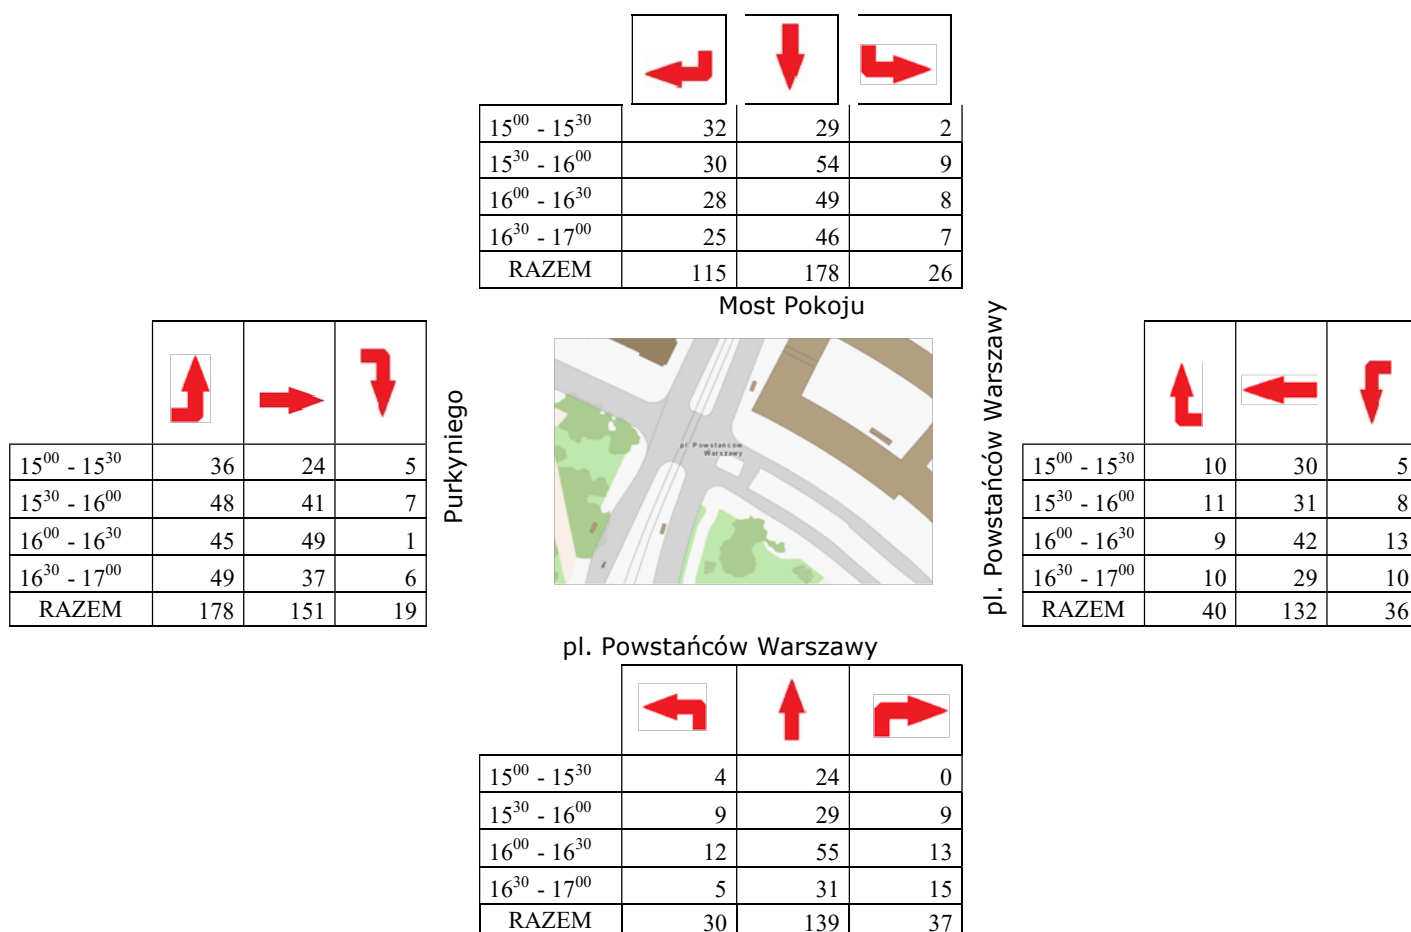 15⁰⁰ - 15³⁰ 32 29 2
15³⁰ - 16⁰⁰ 30 54 9
16⁰⁰ - 16³⁰ 28 49 8
16³⁰ - 17⁰⁰ 25 46 7
RAZEM 115 178 26
Most Pokoju
15⁰⁰ - 15³⁰ 36 24 5
15³⁰ - 16⁰⁰ 48 41 7
16⁰⁰ - 16³⁰ 45 49 1
16³⁰ - 17⁰⁰ 49 37 6
RAZEM 178 151 19
Purkyniego
pl. Powstańców
Warszawy
pl. Powstańców Warszawy
15⁰⁰ - 15³⁰ 10 30 5
15³⁰ - 16⁰⁰ 11 31 8
16⁰⁰ - 16³⁰ 9 42 13
16³⁰ - 17⁰⁰ 10 29 10
RAZEM 40 132 36
pl. Powstańców Warszawy
15⁰⁰ - 15³⁰ 4 24 0
15³⁰ - 16⁰⁰ 9 29 9
16⁰⁰ - 16³⁰ 12 55 13
16³⁰ - 17⁰⁰ 5 31 15
RAZEM 30 139 37